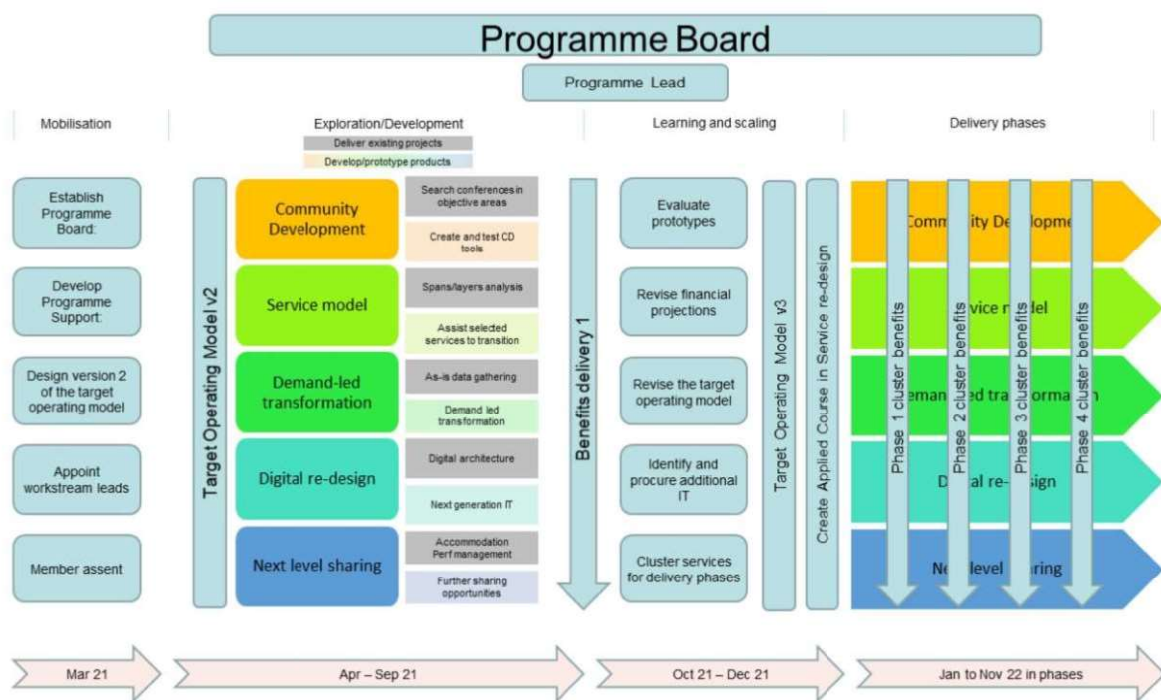 Programme Board
Programme Lead
Mobilisation
Exploration/Development
Learning and scaling
Delivery phases
Deliver existing projects
Develop/prototype products
Establish
Programme
Board:
Develop
Programme
Support:
Design version 2
of the target
operating model
Appoint
workstream leads
Member assent
Target Operating Model v2
Community
Development
Search conferences in
objective areas
Create and test CD
tools
Service model
Spans/layers analysis
Assist selected
services to transition
Demand-led
transformation
As-is data gathering
Demand led
transformation
Digital re-design
Digital architecture
Next generation IT
Next level sharing
Accommodation
Perf management
Further sharing
opportunities
Benefits delivery 1
Evaluate
prototypes
Revise financial
projections
Revise the target
operating model
Identify and
procure additional
IT
Cluster services
for delivery phases
Target Operating Model v3
Create Applied Course in Service re-design
Phase 1 cluster benefits
Phase 2 cluster benefits
Phase 3 cluster benefits
Phase 4 cluster benefits
Mar 21
Apr – Sep 21
Oct 21 – Dec 21
Jan to Nov 22 in phases